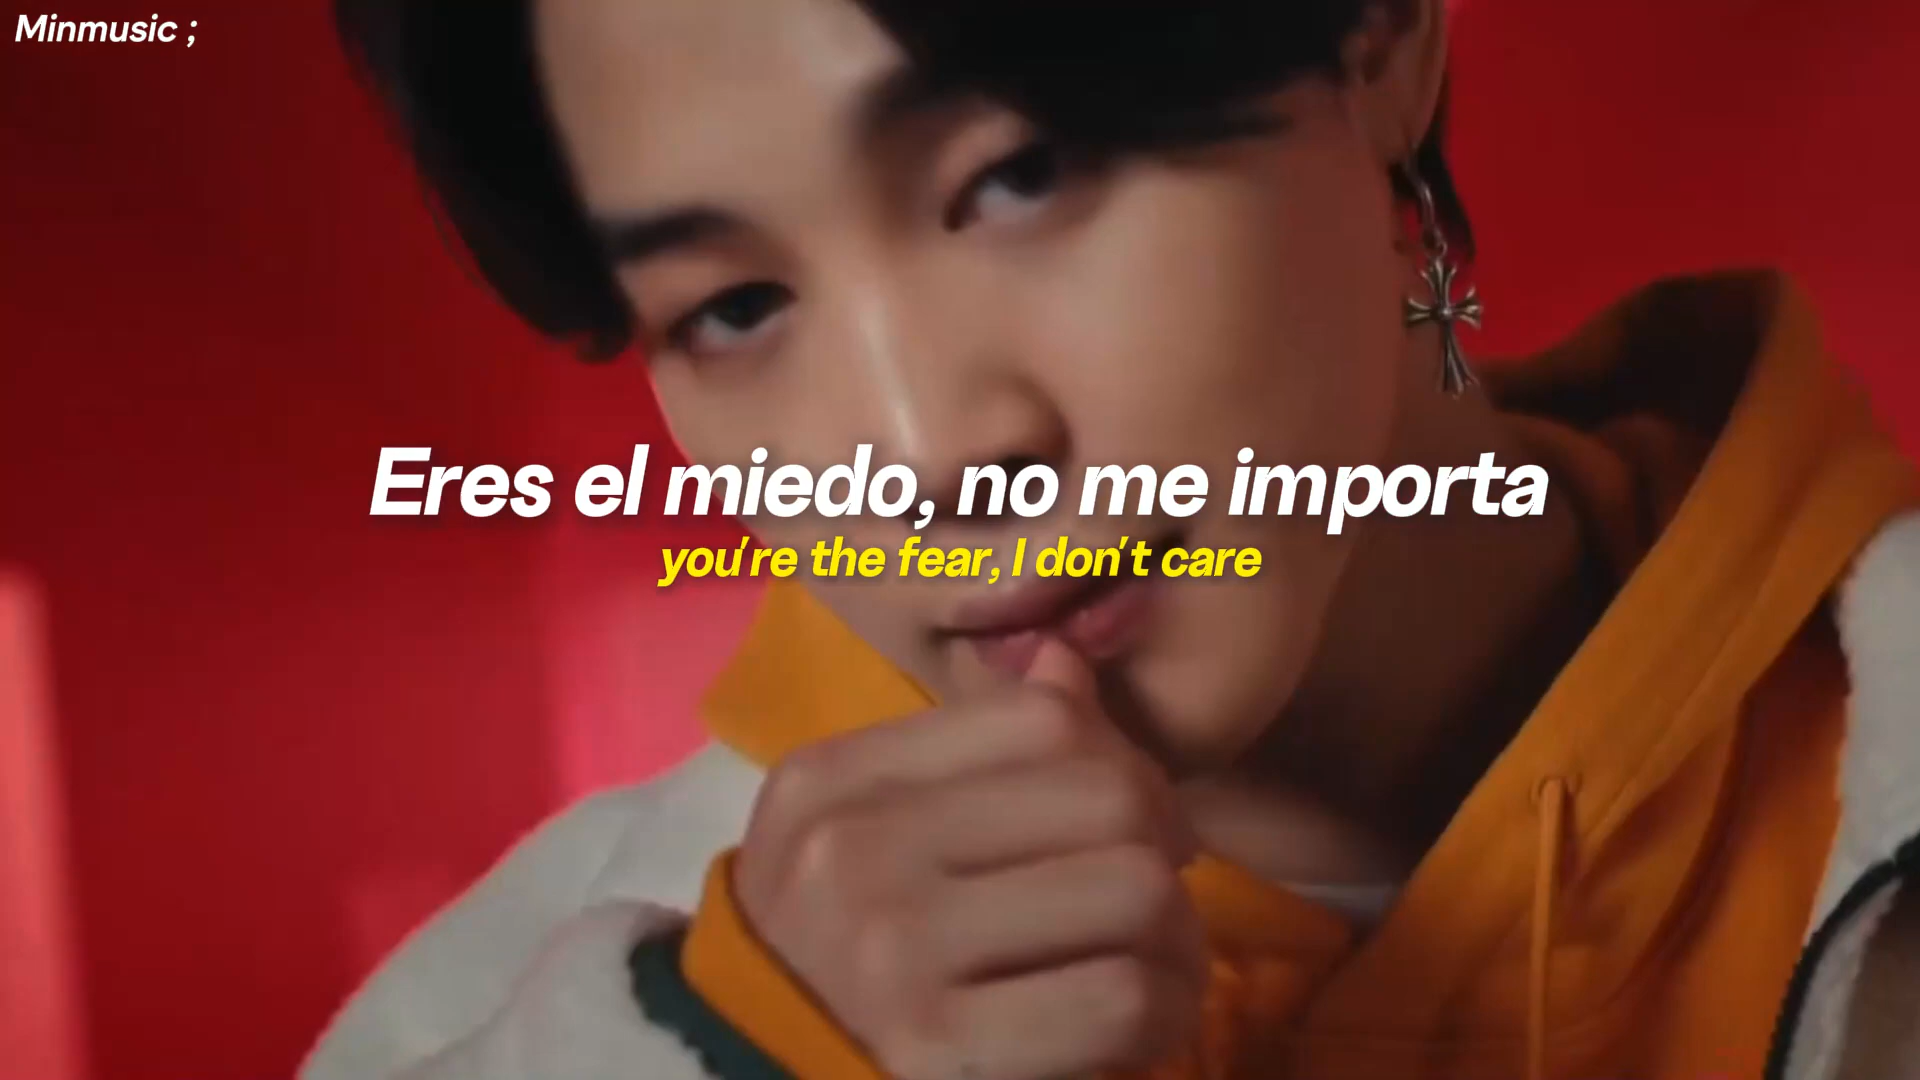 Minmusic ;
Eres el miedo, no me importa
you're the fear, I don't care